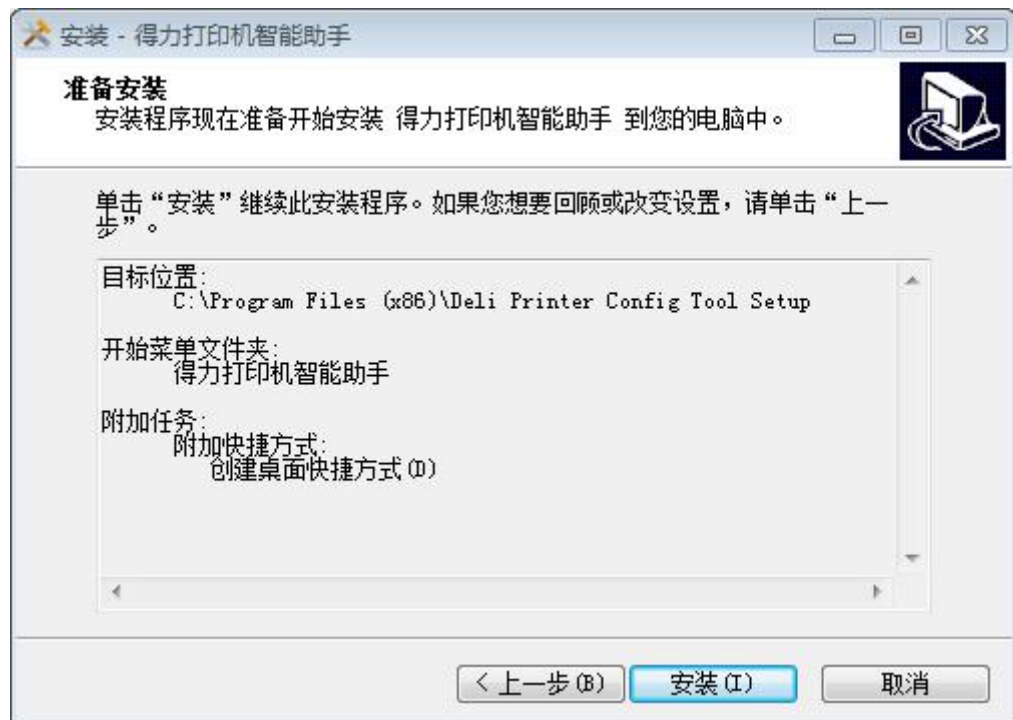 安装 - 得力打印机智能助手
准备安装
安装程序现在准备开始安装 得力打印机智能助手 到您的电脑中。
单击“安装”继续此安装程序。如果您想要回顾或改变设置，请单击“上一
步”。
目标位置:
C:\Program Files (x86)\Deli Printer Config Tool Setup
开始菜单文件夹:
得力打印机智能助手
附加任务:
附加快捷方式:
创建桌面快捷方式(D)
< 上一步(B)
安装(I)
取消